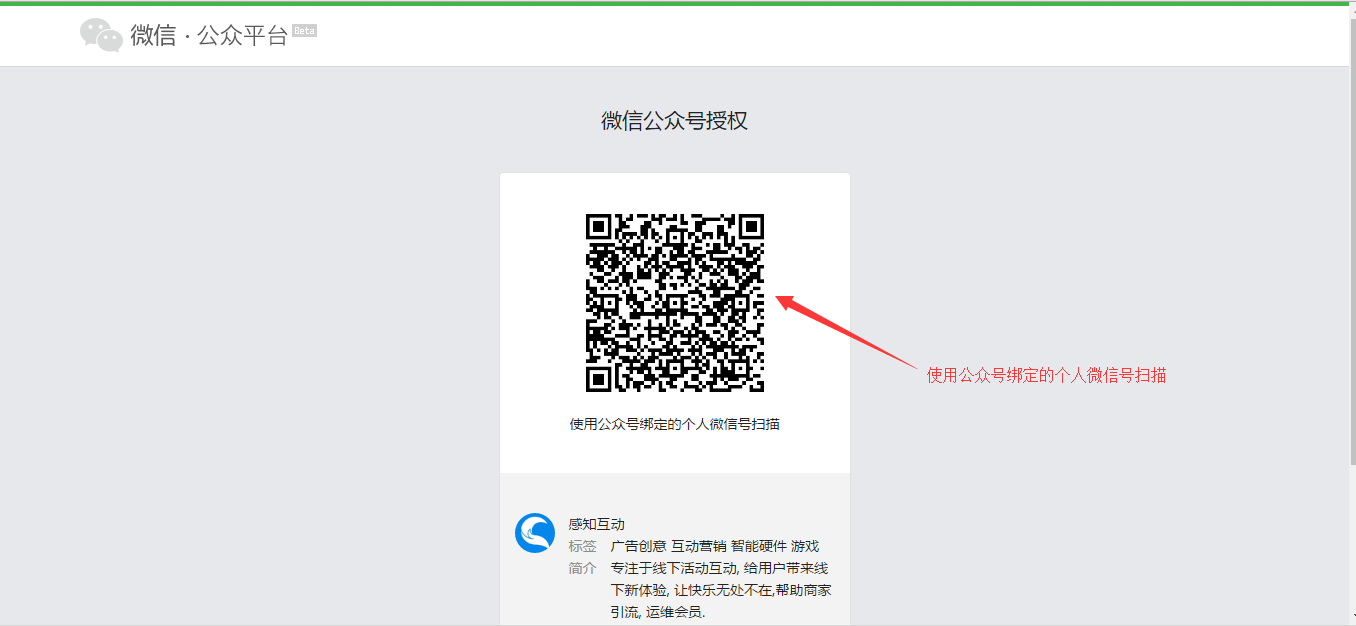 微信 · 公众平台 Beta
微信公众号授权
使用公众号绑定的个人微信号扫描
使用公众号绑定的个人微信号扫描
感知互动
标签 广告创意 互动营销 智能硬件 游戏
简介 专注于线下活动互动, 给用户带来线
下新体验, 让快乐无处不在,帮助商家
引流, 运维会员.